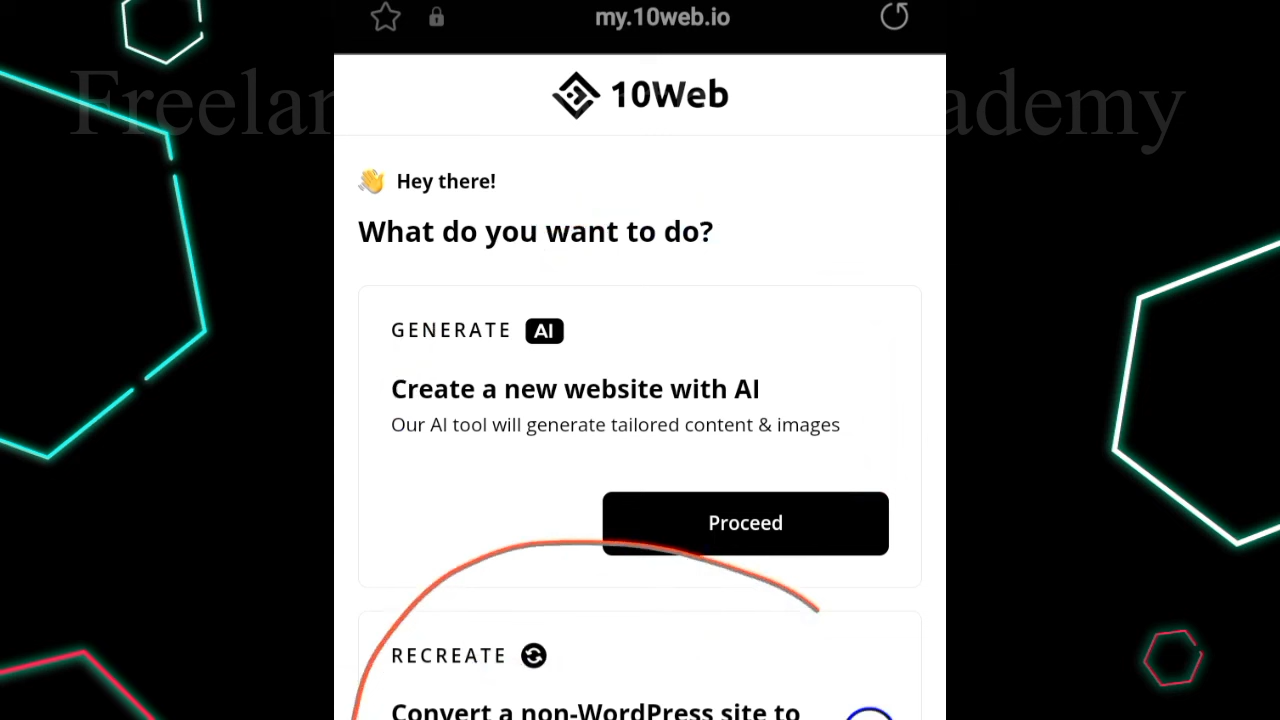 my.10web.io
10Web
Hey there!
What do you want to do?
GENERATE AI
Create a new website with AI
Our AI tool will generate tailored content & images
Proceed
RECREATE
Convert a non-WordPress site to